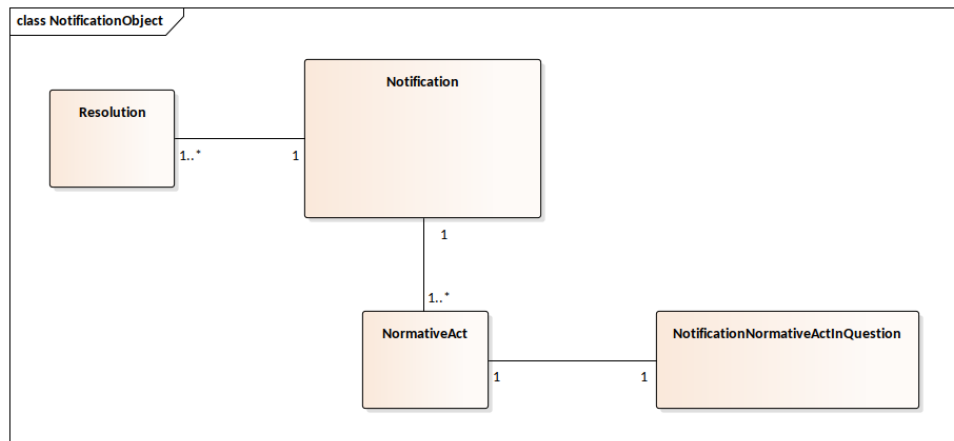 class NotificationObject
Notification
Resolution
1..*
1
1
1..*
NormativeAct
NotificationNormativeActInQuestion
1
1